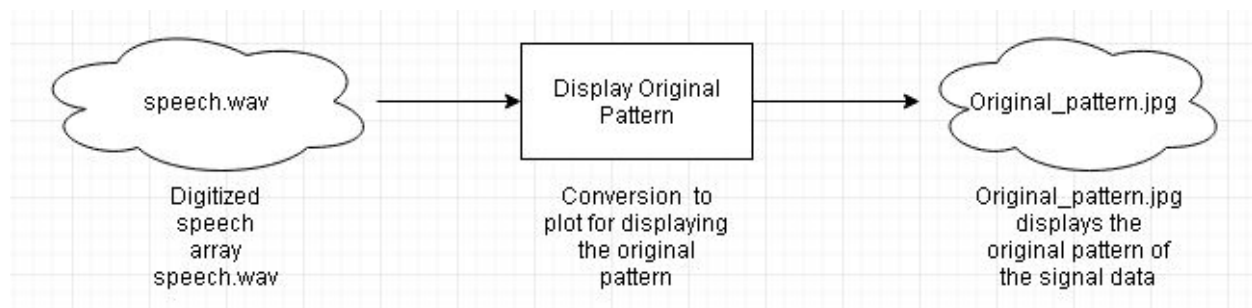 speech.wav
Display Original
Pattern
Original_pattern.jpg
Digitized
speech
array
speech.wav
Conversion to
plot for displaying
the original
pattern
Original_pattern.jpg
displays the
original pattern of
the signal data